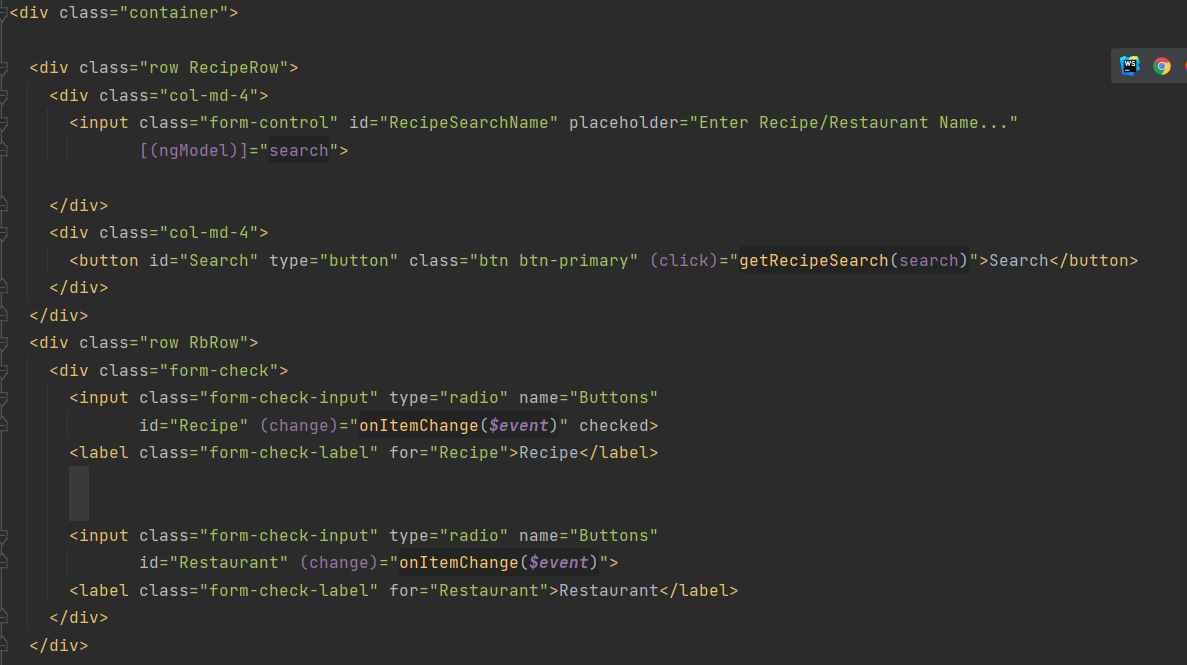 <div class="container">
<div class="row RecipeRow">
<div class="col-md-4">
<input class="form-control" id="RecipeSearchName" placeholder="Enter Recipe/Restaurant Name..."
[(ngModel)]="search">
</div>
<div class="col-md-4">
<button id="Search" type="button" class="btn btn-primary" (click)="getRecipeSearch(search)">Search</button>
</div>
</div>
<div class="row RbRow">
<div class="form-check">
<input class="form-check-input" type="radio" name="Buttons"
id="Recipe" (change)="onItemChange($event)" checked>
<label class="form-check-label" for="Recipe">Recipe</label>
<input class="form-check-input" type="radio" name="Buttons"
id="Restaurant" (change)="onItemChange($event)">
<label class="form-check-label" for="Restaurant">Restaurant</label>
</div>
</div>
WS